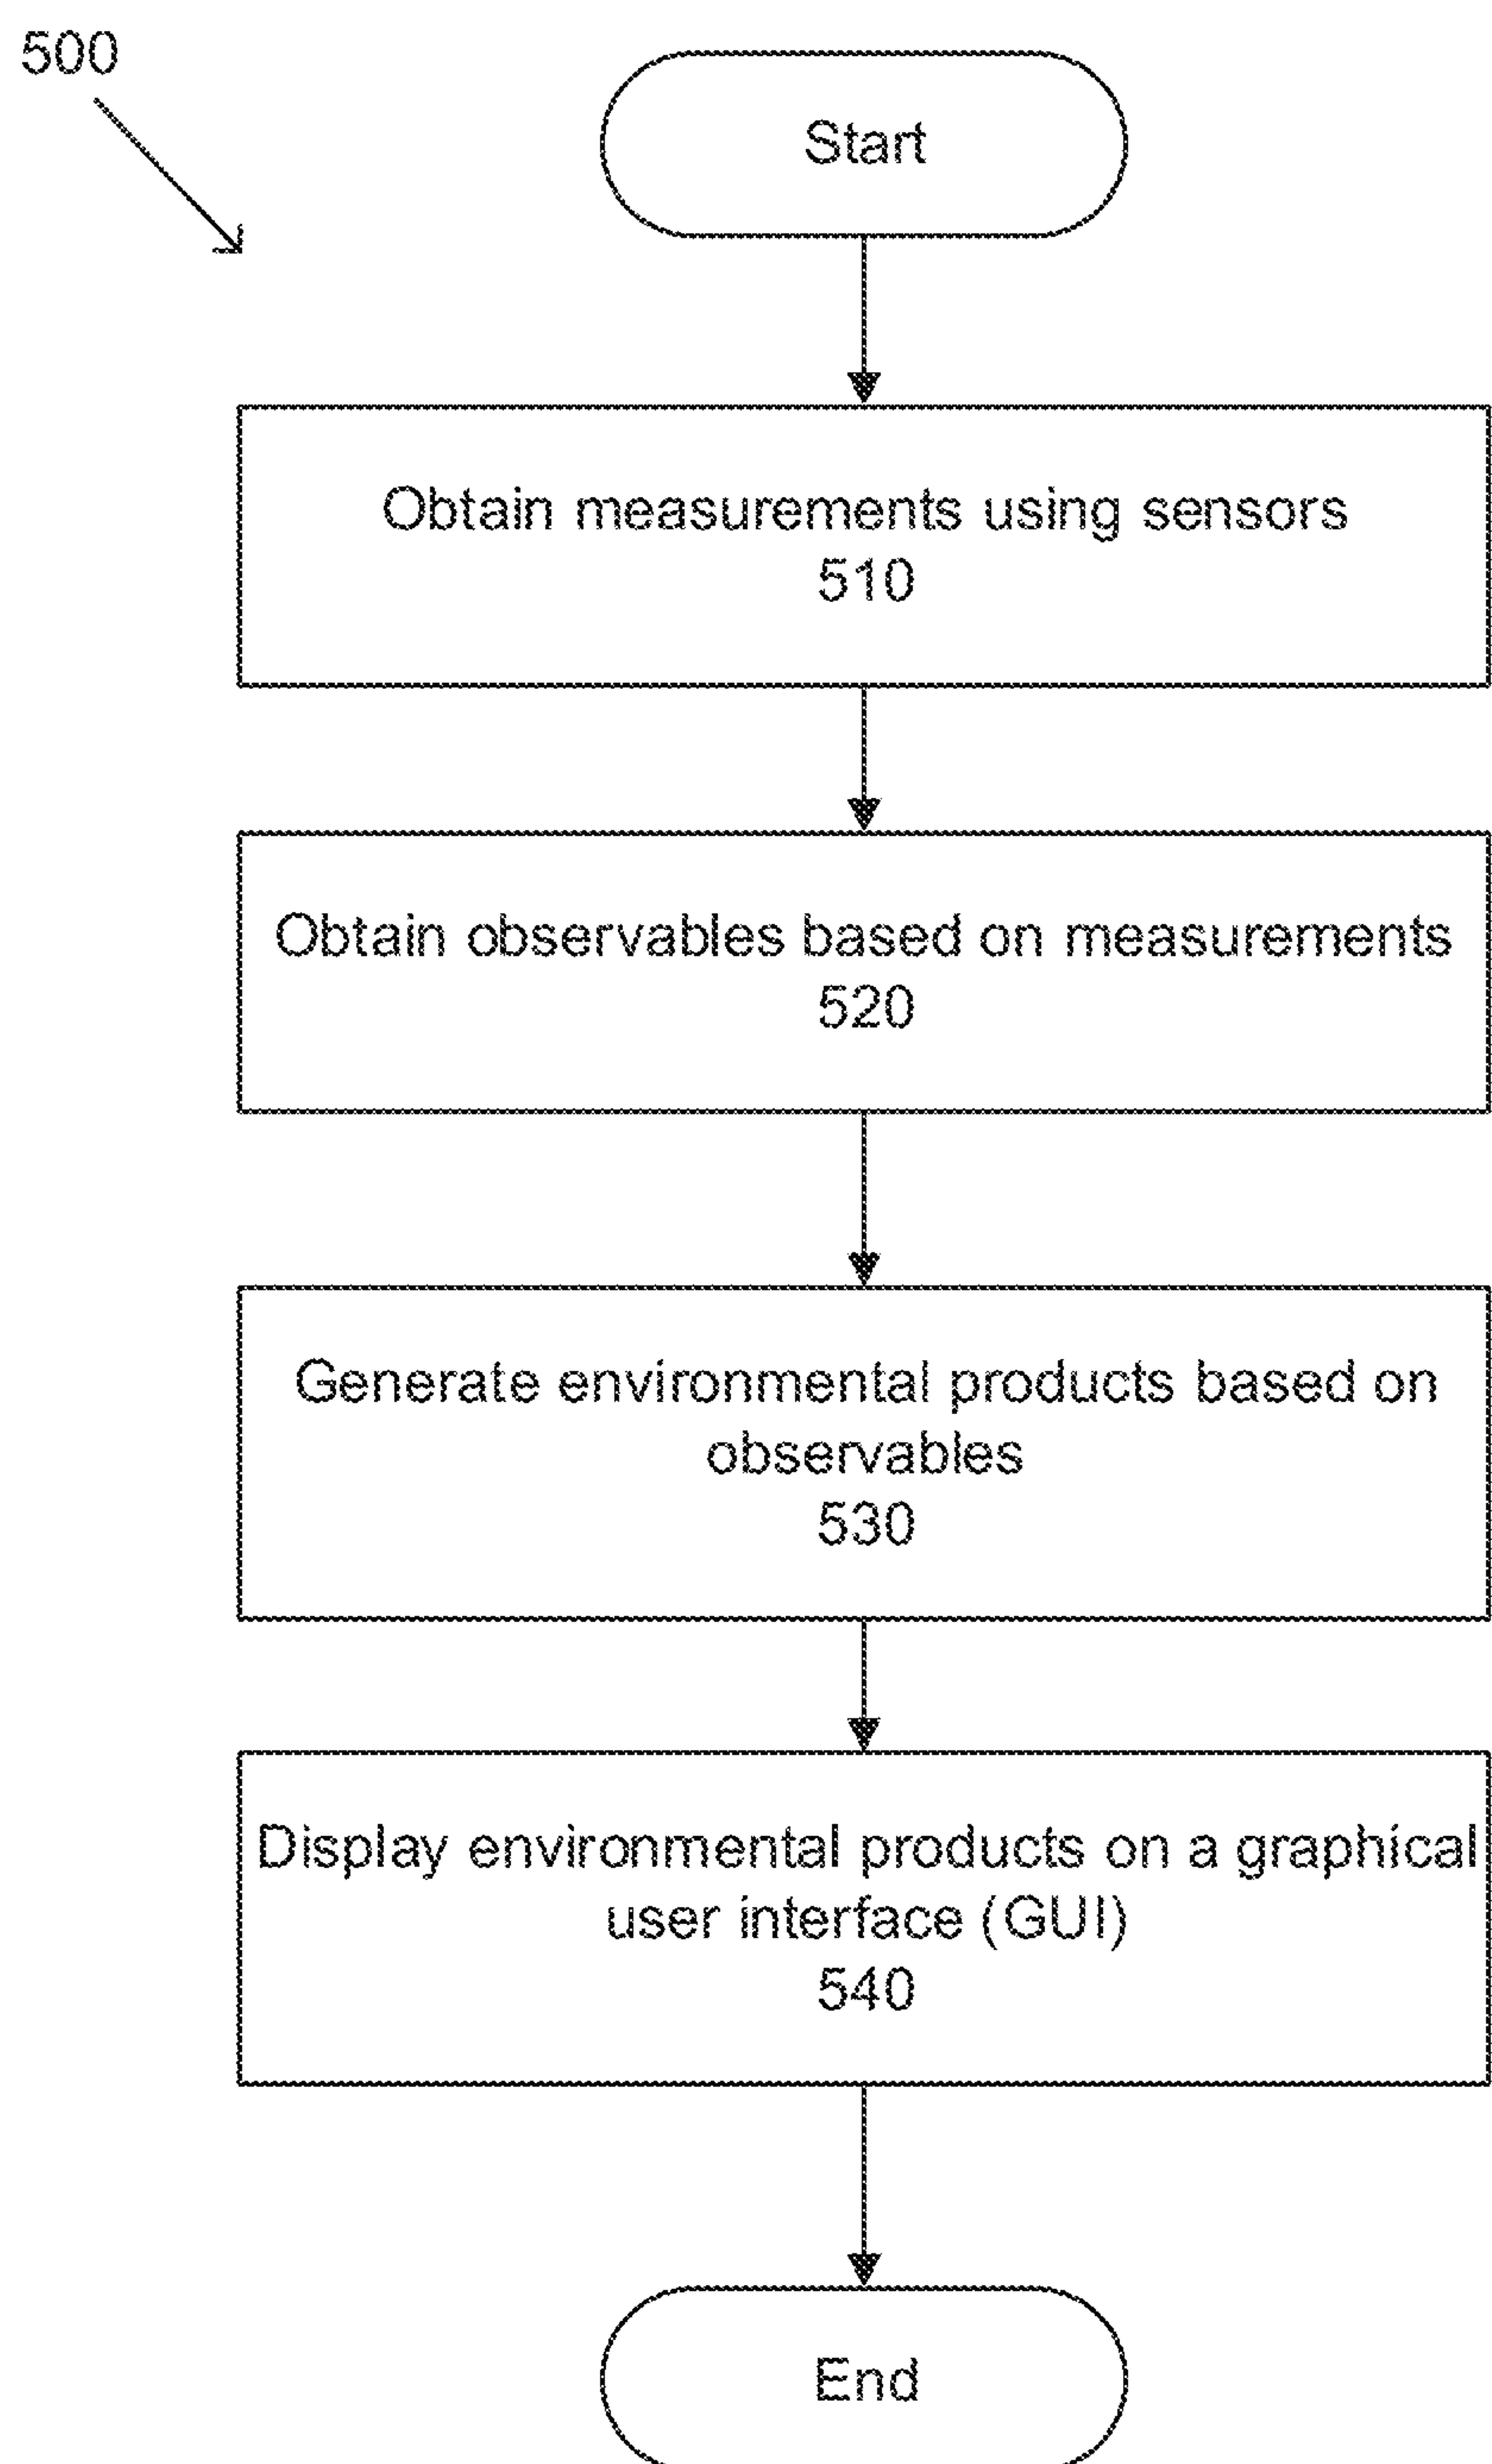 500
Start
Obtain measurements using sensors
510
Obtain observables based on measurements
520
Generate environmental products based on
observables
530
Display environmental products on a graphical
user interface (GUI)
540
End